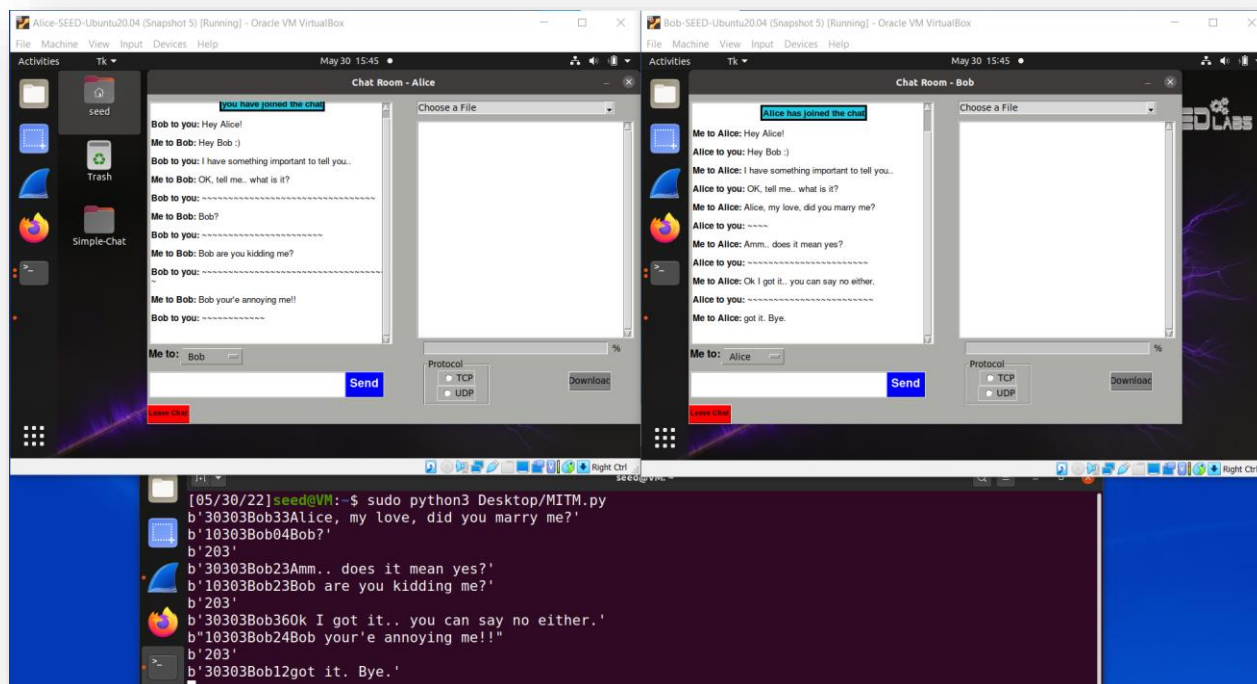 Alice-SEED-Ubuntu20.04 (Snapshot 5) [Running] - Oracle VM VirtualBox
File Machine View Input Devices Help
Activities Tk May 30 15:45
seed
Trash
Simple-Chat
Chat Room - Alice
you have joined the chat
Bob to you: Hey Alice!
Me to Bob: Hey Bob :)
Bob to you: I have something important to tell you..
Me to Bob: OK, tell me.. what is it?
Bob to you: ~~~~~~~~~~~~~~~~~~~~~~~~~~~~~~~~~
Me to Bob: Bob?
Bob to you: ~~~~~~~~~~~~~~~~~~~~~~~
Me to Bob: Bob are you kidding me?
Bob to you: ~~~~~~~~~~~~~~~~~~~~~~~~~~~~~~~~~~~
~
Me to Bob: Bob your'e annoying me!!
Bob to you: ~~~~~~~~~~~~
Me to: Bob
Send
Leave Chat
Choose a File
%
Protocol
TCP
UDP
Download
Right Ctrl
Bob-SEED-Ubuntu20.04 (Snapshot 5) [Running] - Oracle VM VirtualBox
File Machine View Input Devices Help
Activities Tk May 30 15:45
Chat Room - Bob
Alice has joined the chat
Me to Alice: Hey Alice!
Alice to you: Hey Bob :)
Me to Alice: I have something important to tell you..
Alice to you: OK, tell me.. what is it?
Me to Alice: Alice, my love, did you marry me?
Alice to you: ~~~~
Me to Alice: Amm.. does it mean yes?
Alice to you: ~~~~~~~~~~~~~~~~~~~~~~~
Me to Alice: Ok I got it.. you can say no either.
Alice to you: ~~~~~~~~~~~~~~~~~~~~~~~~
Me to Alice: got it. Bye.
Me to: Alice
Send
Leave Chat
Choose a File
%
Protocol
TCP
UDP
Download
ED LABS
Right Ctrl
seed@VM: ~
[05/30/22]seed@VM:~$ sudo python3 Desktop/MITM.py
b'30303Bob33Alice, my love, did you marry me?'
b'10303Bob04Bob?'
b'203'
b'30303Bob23Amm.. does it mean yes?'
b'10303Bob23Bob are you kidding me?'
b'203'
b'30303Bob36Ok I got it.. you can say no either.'
b"10303Bob24Bob your'e annoying me!!"
b'203'
b'30303Bob12got it. Bye.'